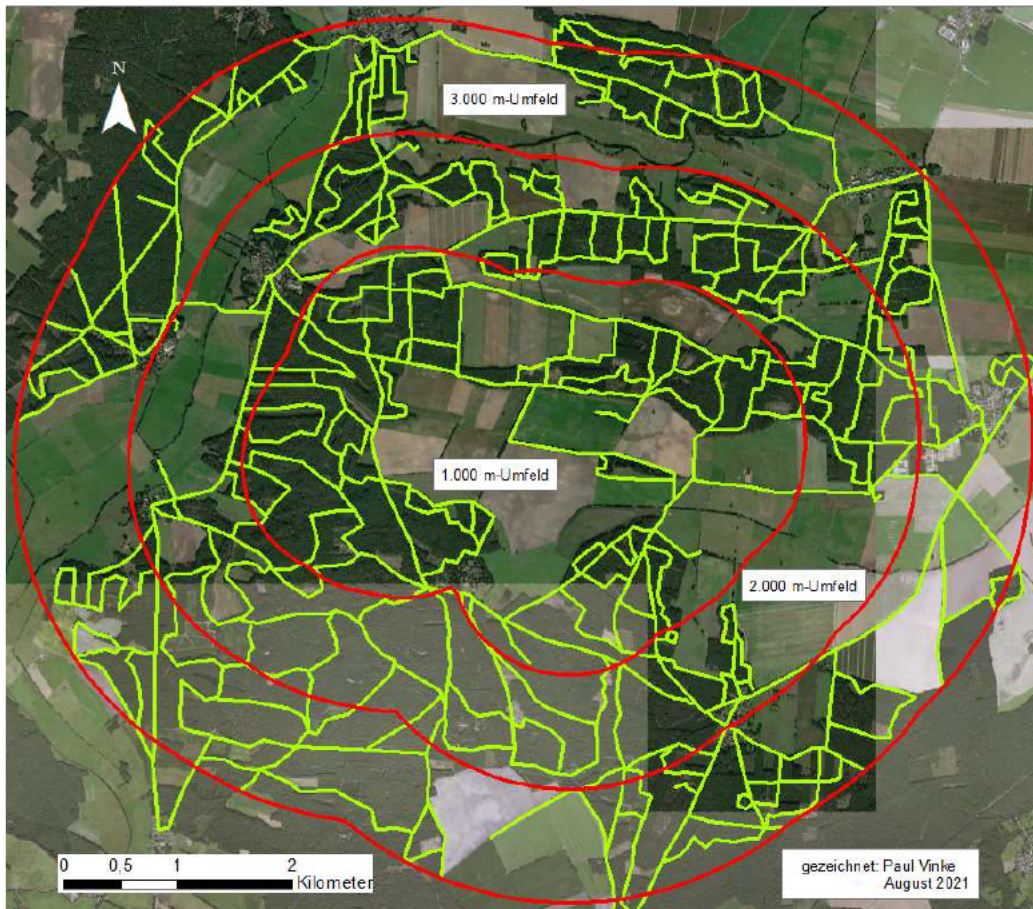 N
3.000 m-Umfeld
1.000 m-Umfeld
2.000 m-Umfeld
0 0,5 1 2
Kilometer
gezeichnet: Paul Vinke
August 2021